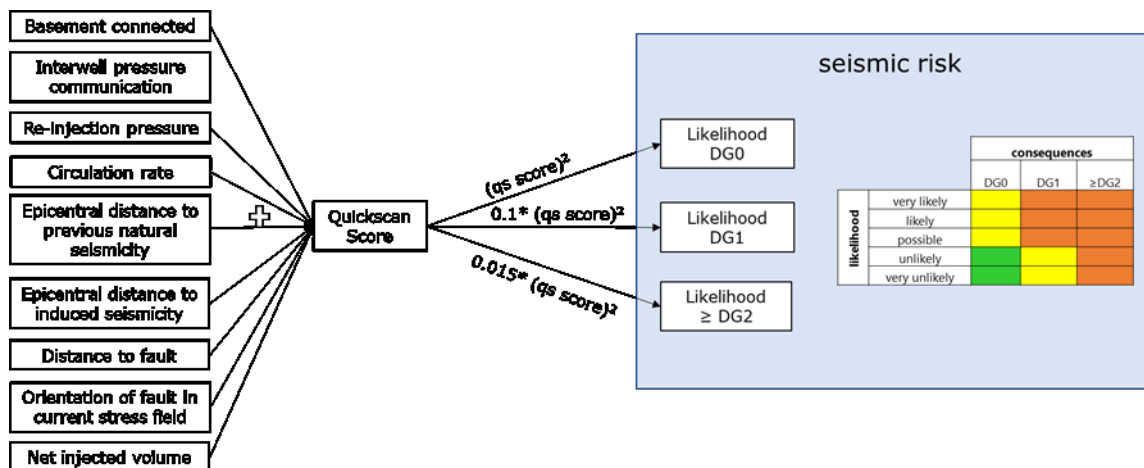 Basement connected
Interwell pressure
communication
Re-injection pressure
Circulation rate
Epicentral distance to
previous natural
seismicity
Epicentral distance to
induced seismicity
Distance to fault
Orientation of fault in
current stress field
Net injected volume
Quickscan
Score
(qs score)²
0.1* (qs score)²
0.015* (qs score)²
seismic risk
Likelihood
DG0
Likelihood
DG1
Likelihood
≥ DG2
consequences
DG0 DG1 ≥DG2
likelihood
very likely
likely
possible
unlikely
very unlikely